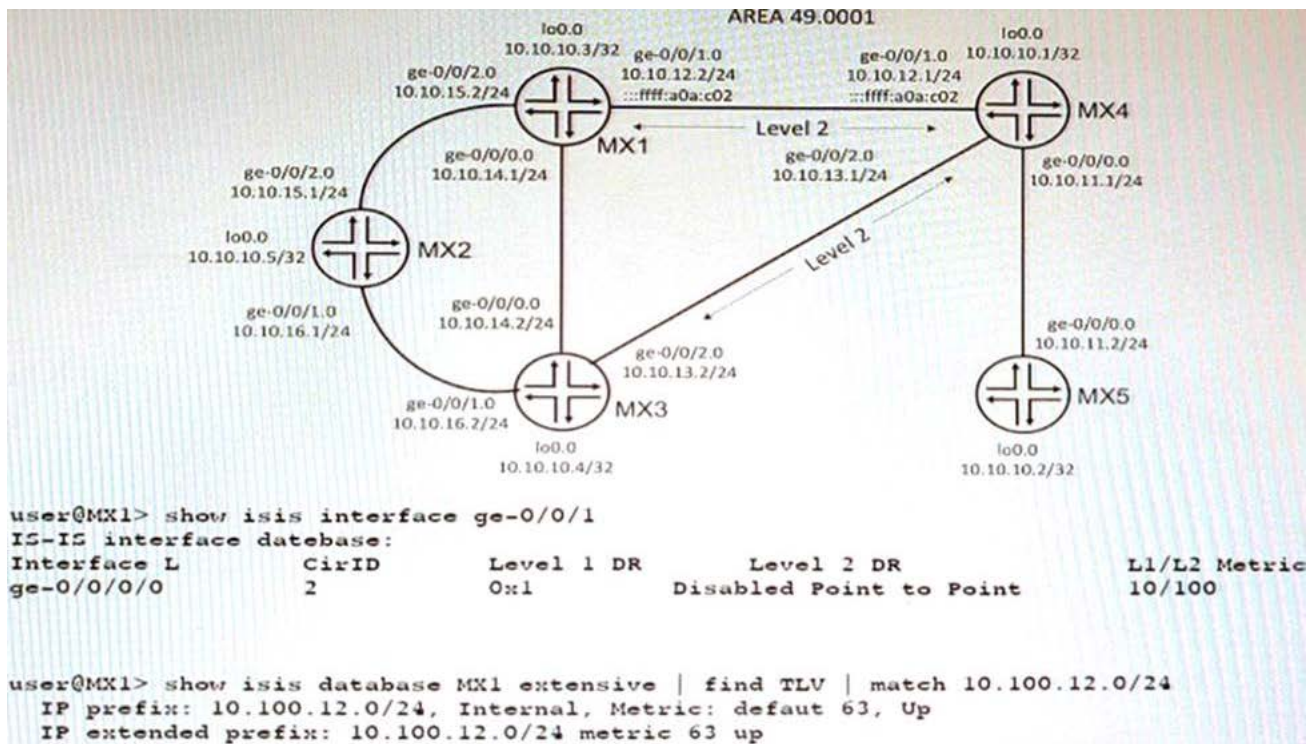 AREA 49.0001
lo0.0
10.10.10.3/32
ge-0/0/1.0
10.10.12.2/24
:::ffff:a0a:c02
ge-0/0/1.0
10.10.12.1/24
:::ffff:a0a:c02
lo0.0
10.10.10.1/32
ge-0/0/2.0
10.10.15.2/24
MX1
Level 2
MX4
ge-0/0/0.0
10.10.14.1/24
ge-0/0/2.0
10.10.13.1/24
ge-0/0/0.0
10.10.11.1/24
ge-0/0/2.0
10.10.15.1/24
lo0.0
10.10.10.5/32
MX2
Level 2
ge-0/0/1.0
10.10.16.1/24
ge-0/0/0.0
10.10.14.2/24
ge-0/0/0.0
10.10.11.2/24
ge-0/0/2.0
10.10.13.2/24
MX3
MX5
ge-0/0/1.0
10.10.16.2/24
lo0.0
10.10.10.4/32
lo0.0
10.10.10.2/32
user@MX1> show isis interface ge-0/0/1
IS-IS interface datebase:
Interface L CirID Level 1 DR Level 2 DR L1/L2 Metric
ge-0/0/0/0 2 0x1 Disabled Point to Point 10/100
user@MX1> show isis database MX1 extensive | find TLV | match 10.100.12.0/24
IP prefix: 10.100.12.0/24, Internal, Metric: defaut 63, Up
IP extended prefix: 10.100.12.0/24 metric 63 up